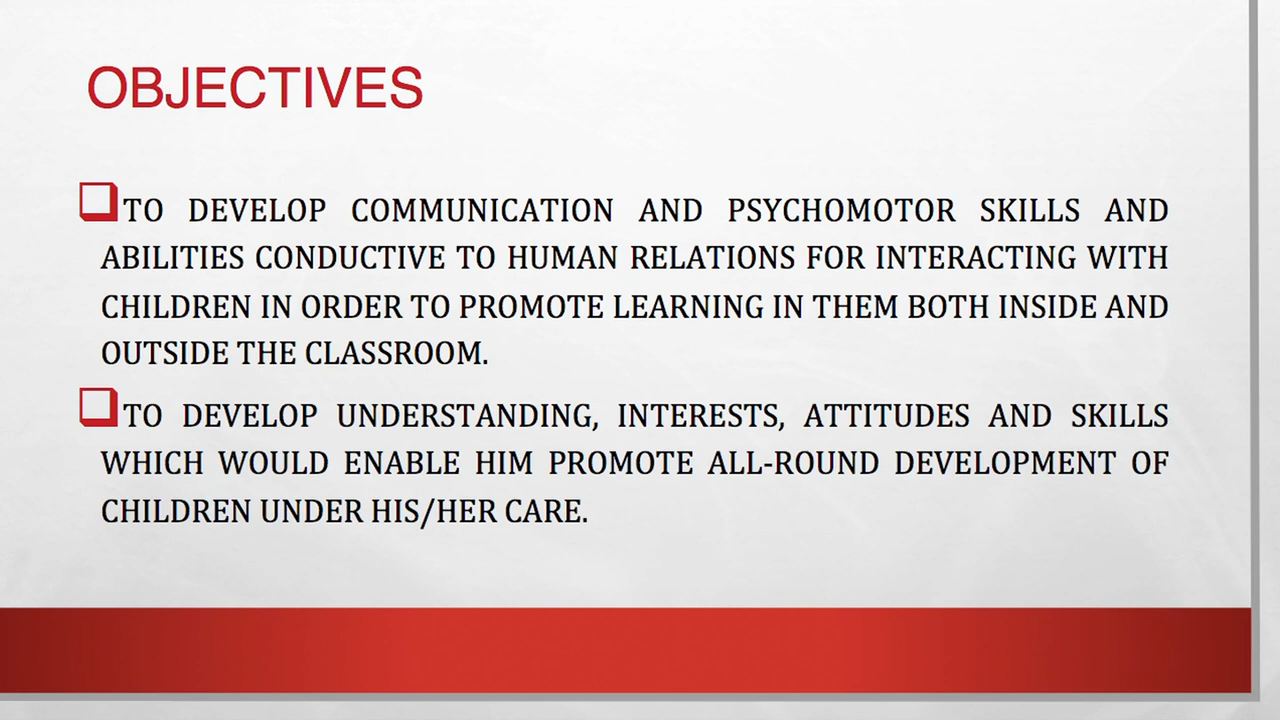 OBJECTIVES
TO DEVELOP COMMUNICATION AND PSYCHOMOTOR SKILLS AND
ABILITIES CONDUCTIVE TO HUMAN RELATIONS FOR INTERACTING WITH
CHILDREN IN ORDER TO PROMOTE LEARNING IN THEM BOTH INSIDE AND
OUTSIDE THE CLASSROOM.
TO DEVELOP UNDERSTANDING, INTERESTS, ATTITUDES AND SKILLS
WHICH WOULD ENABLE HIM PROMOTE ALL-ROUND DEVELOPMENT OF
CHILDREN UNDER HIS/HER CARE.